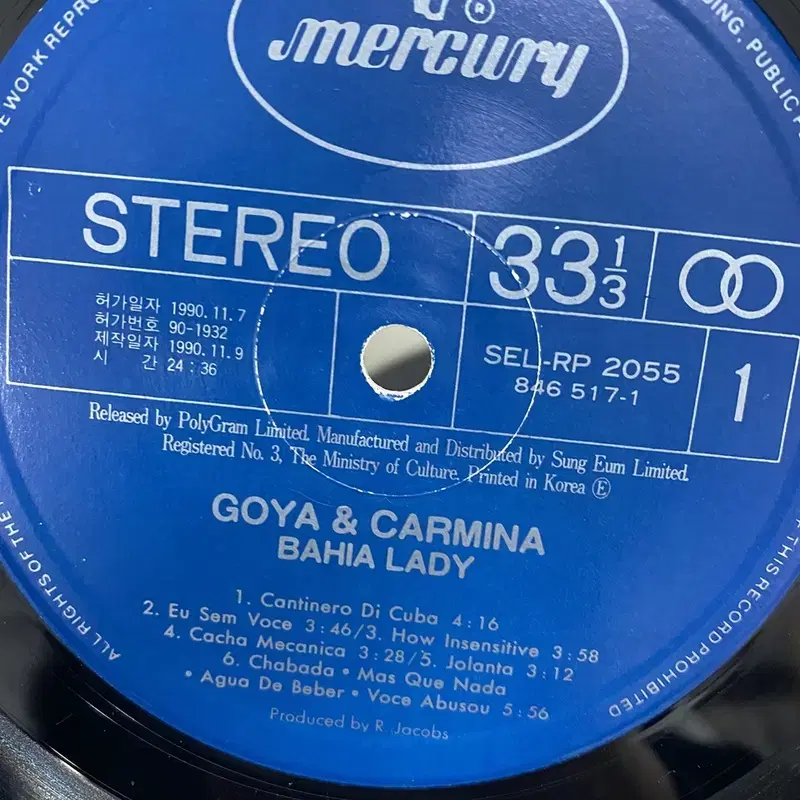 mercury
®
STEREO
33 1/3
허가일자 1990.11.7
허가번호 90-1932
제작일자 1990.11.9
시 간 24:36
SEL-RP 2055
846 517-1
1
Released by PolyGram Limited. Manufactured and Distributed by Sung Eum Limited.
Registered No. 3, The Ministry of Culture. Printed in Korea Ⓔ
GOYA & CARMINA
BAHIA LADY
1. Cantinero Di Cuba 4:16
2. Eu Sem Voce 3:46/3. How Insensitive 3:58
4. Cacha Mecanica 3:28/5. Jolanta 3:12
6. Chabada • Mas Que Nada
• Agua De Beber • Voce Abusou 5:56
Produced by R. Jacobs
ALL RIGHTS OF THE
WORK REPRO
ING. PUBLIC P
THIS RECORD PROHIBITED